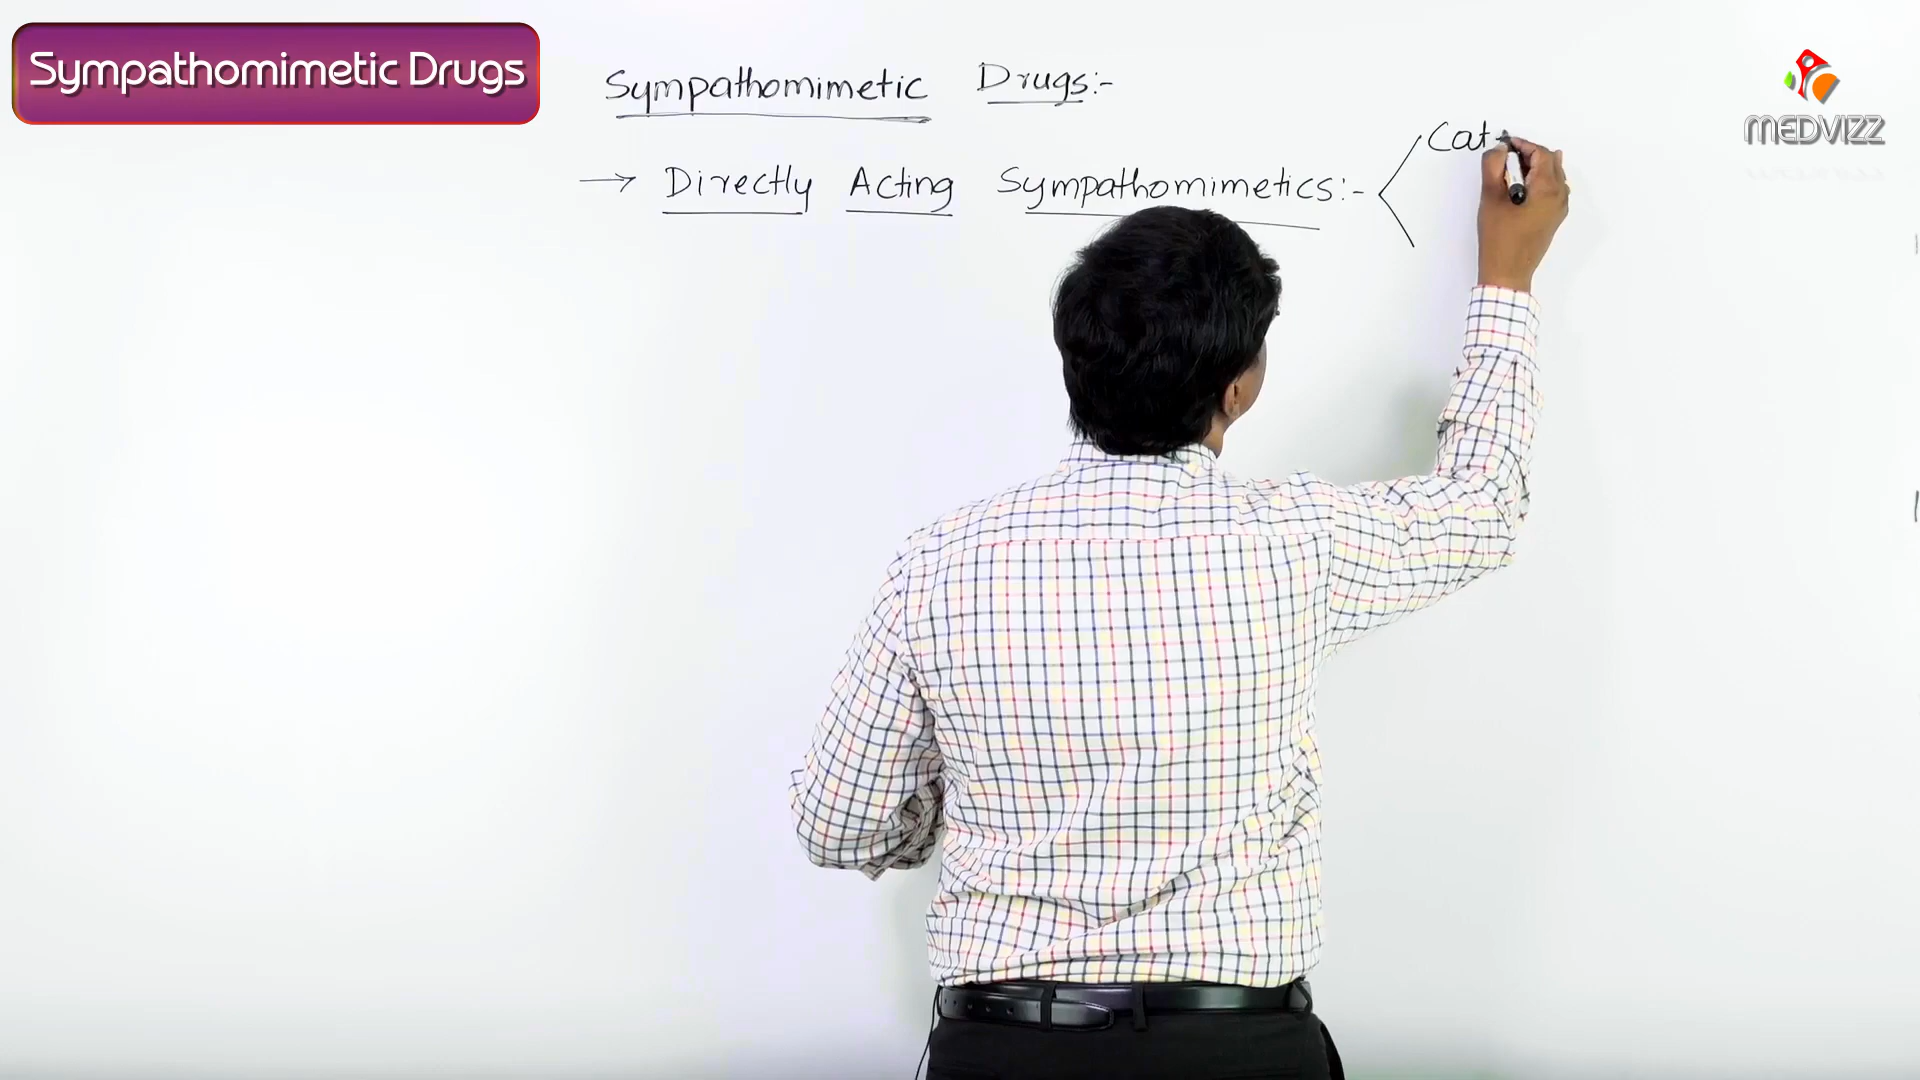 Sympathomimetic Drugs
Sympathomimetic Drugs:-
MEDVIZZ
Cat
→ Directly Acting Sympathomimetics:-